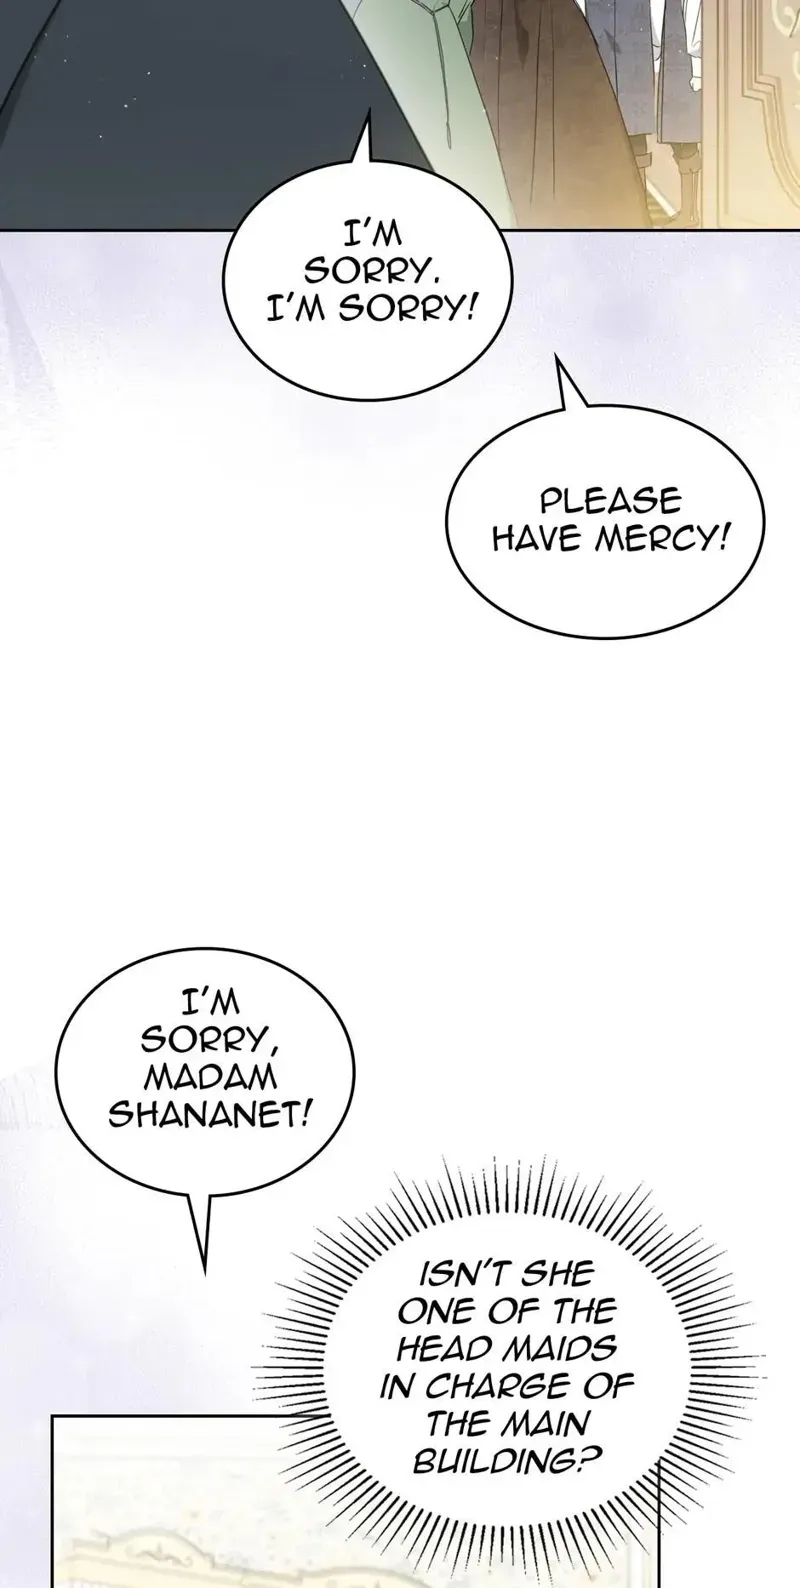 I'M
SORRY.
I'M SORRY!
PLEASE
HAVE MERCY!
I'M
SORRY,
MADAM
SHANANET!
ISN'T SHE
ONE OF THE
HEAD MAIDS
IN CHARGE OF
THE MAIN
BUILDING?